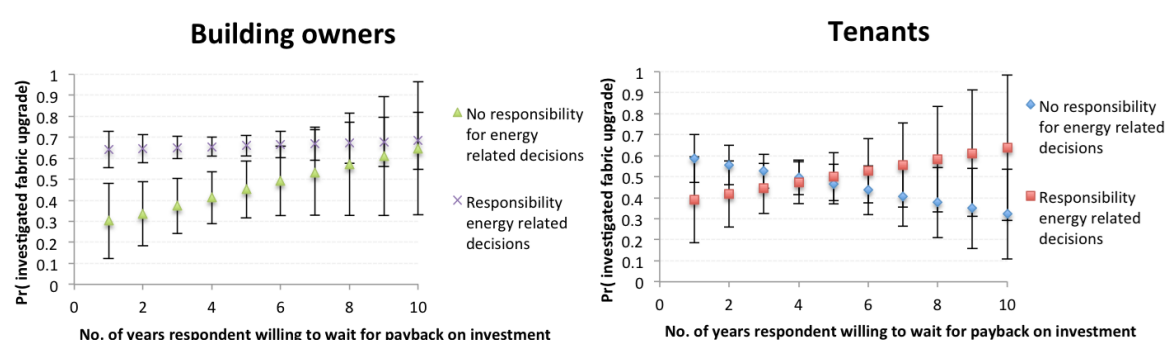 Building owners
Pr( investigated fabric upgrade)
1
0.9
0.8
0.7
0.6
0.5
0.4
0.3
0.2
0.1
0
0 2 4 6 8 10
No. of years respondent willing to wait for payback on investment
No responsibility
for energy
related decisions
Responsibility
energy related
decisions
Tenants
Pr( investigated fabric upgrade)
1
0.9
0.8
0.7
0.6
0.5
0.4
0.3
0.2
0.1
0
0 2 4 6 8 10
No. of years respondent willing to wait for payback on investment
No responsibility
for energy related
decisions
Responsibility
energy related
decisions